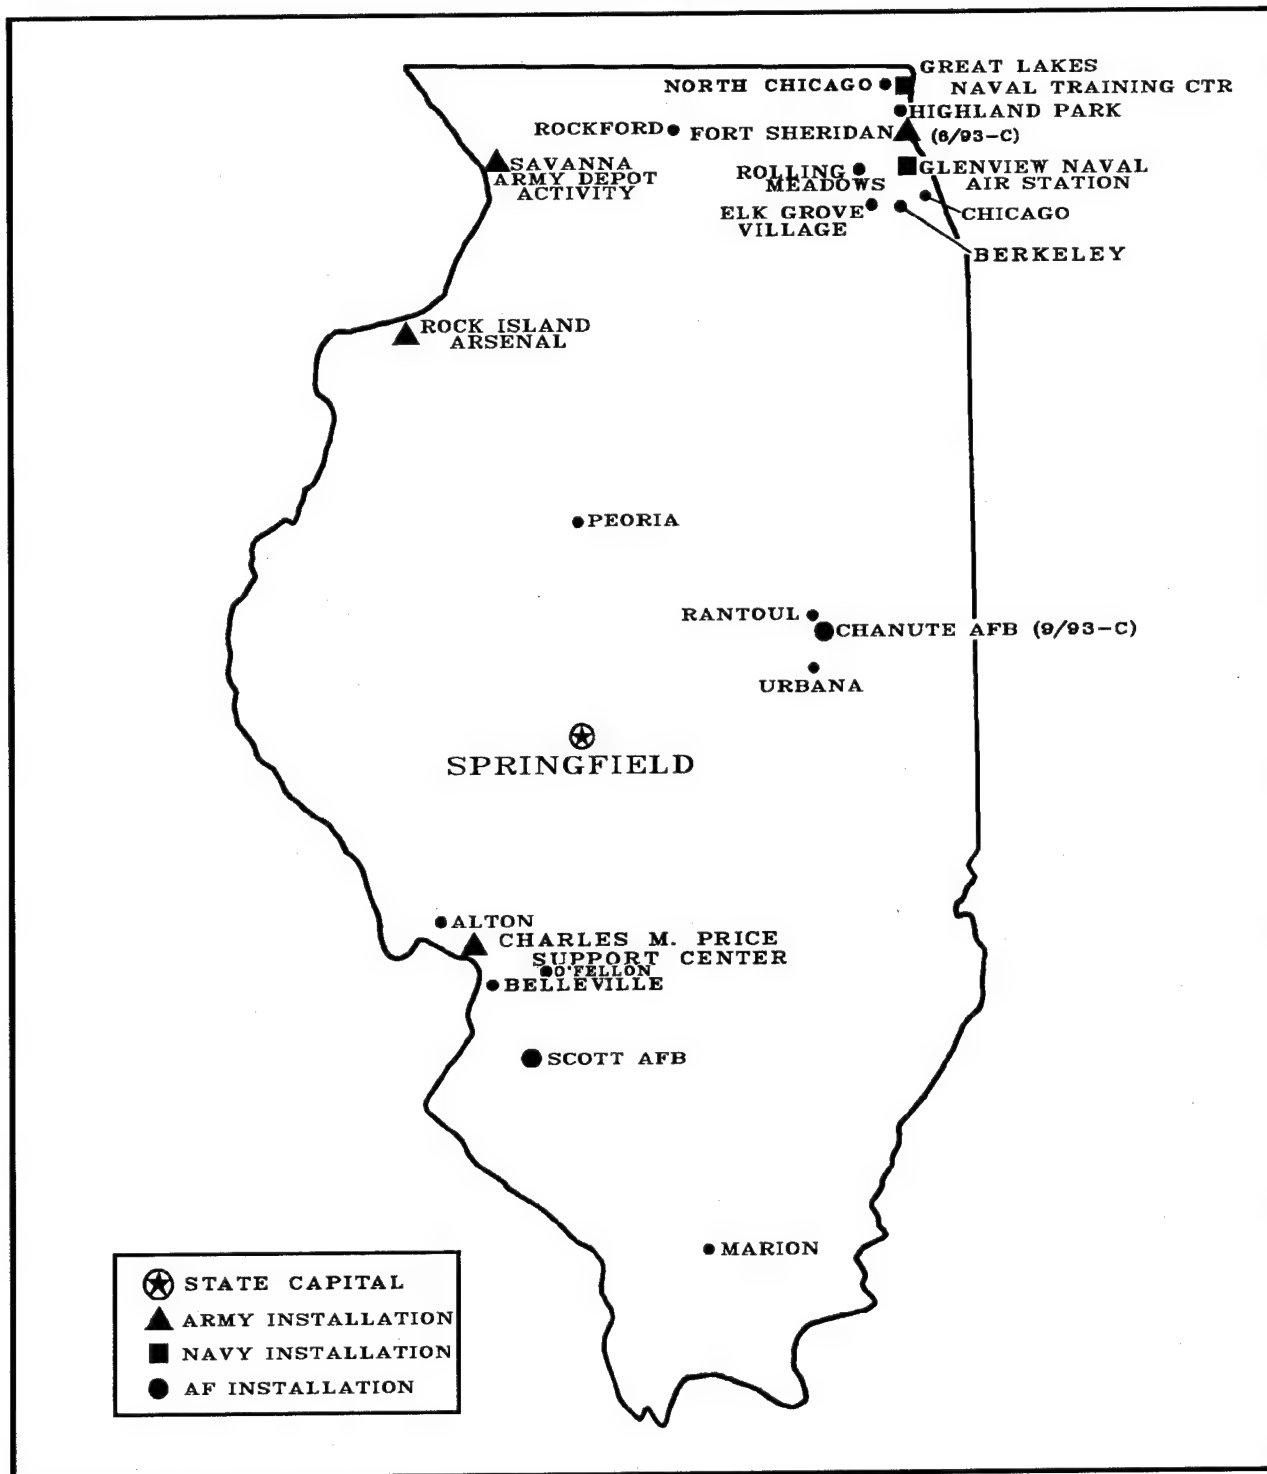 GREAT LAKES
NORTH CHICAGO
NAVAL TRAINING CTR
HIGHLAND PARK
ROCKFORD
FORT SHERIDAN
(6/93-C)
SAVANNA
ARMY DEPOT
ACTIVITY
ROLLING
MEADOWS
GLENVIEW NAVAL
AIR STATION
ELK GROVE
VILLAGE
CHICAGO
BERKELEY
ROCK ISLAND
ARSENAL
PEORIA
RANTOUL
CHANUTE AFB (9/93-C)
URBANA
SPRINGFIELD
ALTON
CHARLES M. PRICE
SUPPORT CENTER
O'FELLON
BELLEVILLE
SCOTT AFB
MARION
STATE CAPITAL
ARMY INSTALLATION
NAVY INSTALLATION
AF INSTALLATION